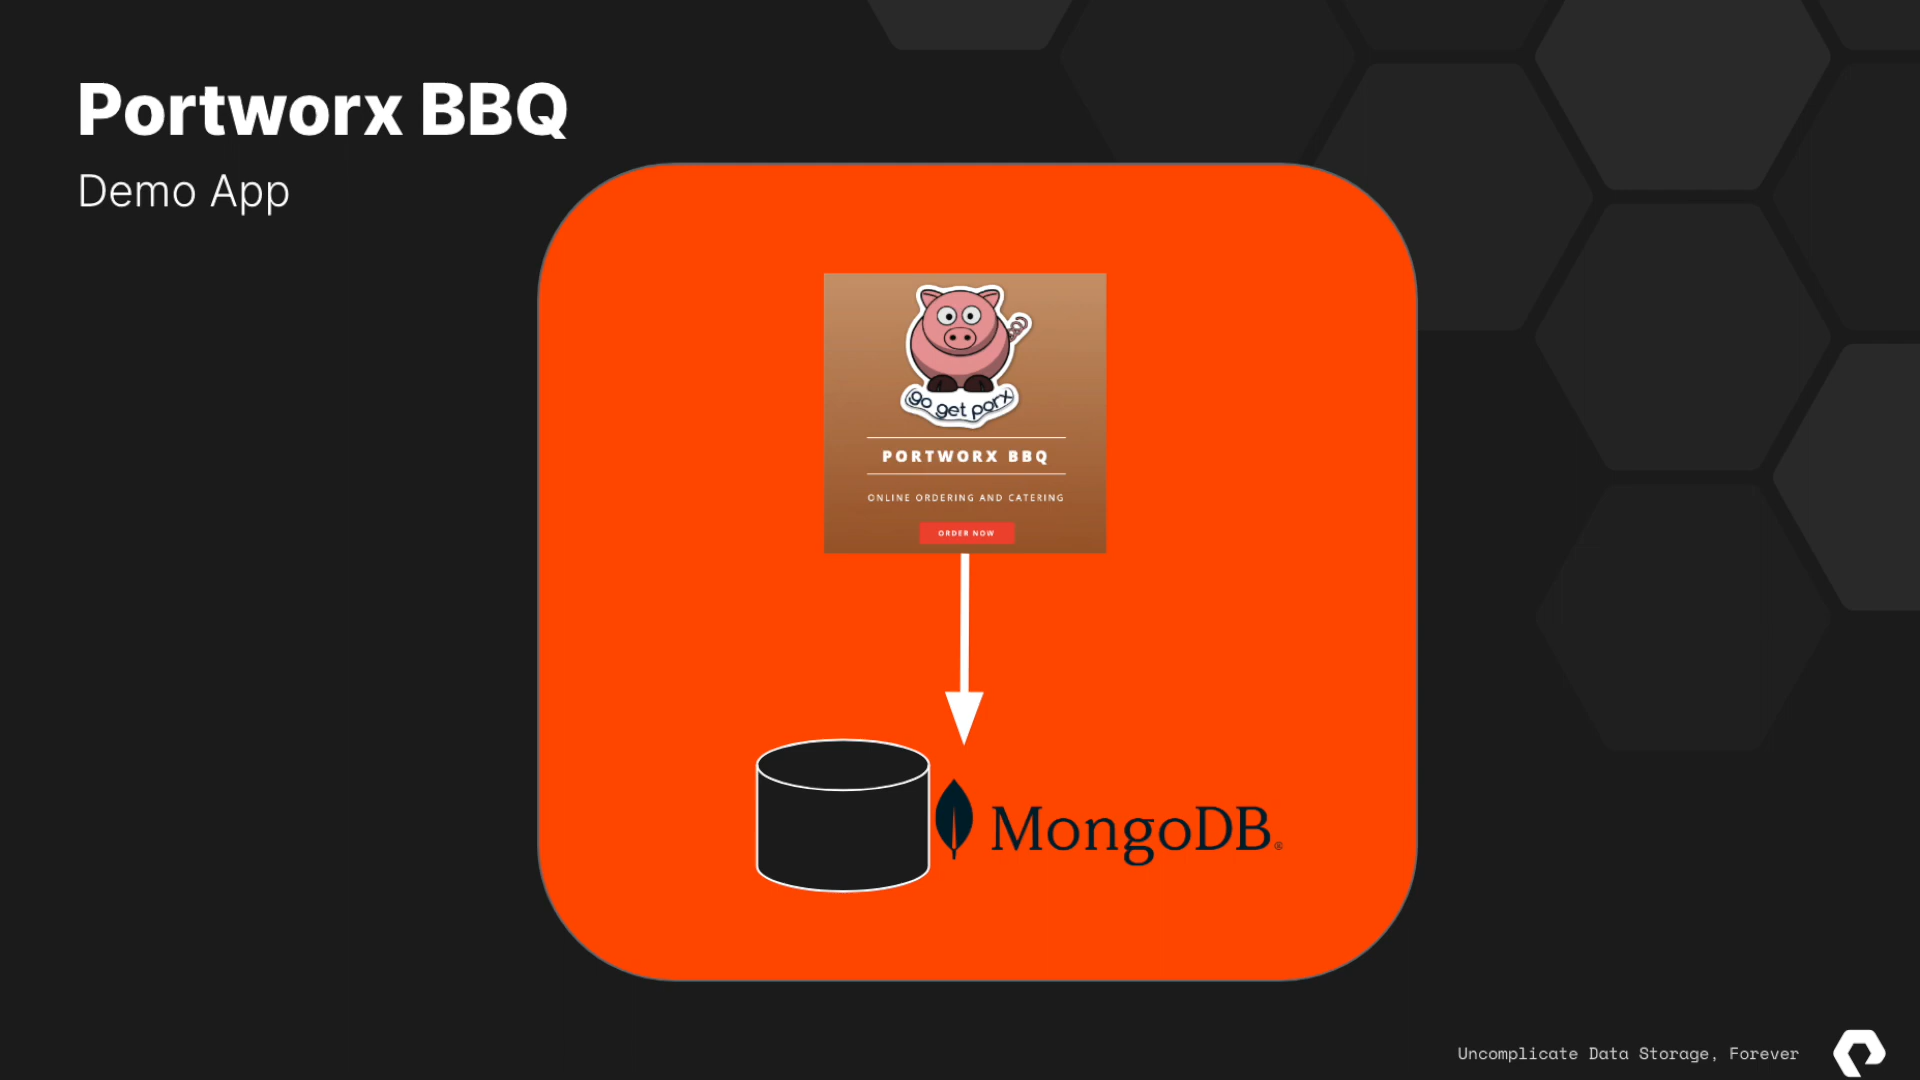 Portworx BBQ
Demo App
go get porx
PORTWORX BBQ
ONLINE ORDERING AND CATERING
ORDER NOW
MongoDB®
Uncomplicate Data Storage, Forever